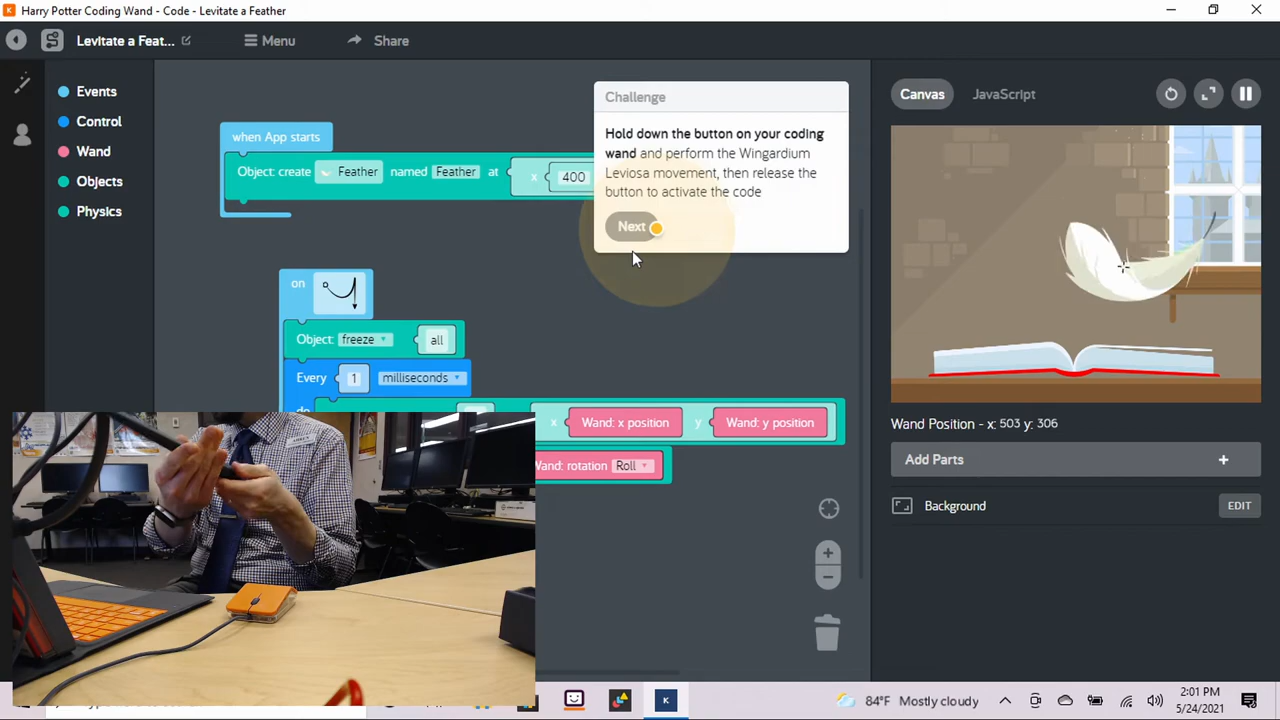 Harry Potter Coding Wand - Code - Levitate a Feather
Levitate a Feat...
Menu
Share
Events
Control
Wand
Objects
Physics
when App starts
Object: create Feather named Feather at x 400
Challenge
Hold down the button on your coding
wand and perform the Wingardium
Leviosa movement, then release the
button to activate the code
Next
on
Object: freeze all
Every 1 milliseconds
do
x Wand: x position y Wand: y position
Wand: rotation Roll
Canvas
JavaScript
Wand Position - x: 503 y: 306
Add Parts +
Background
EDIT
84°F Mostly cloudy
2:01 PM
5/24/2021